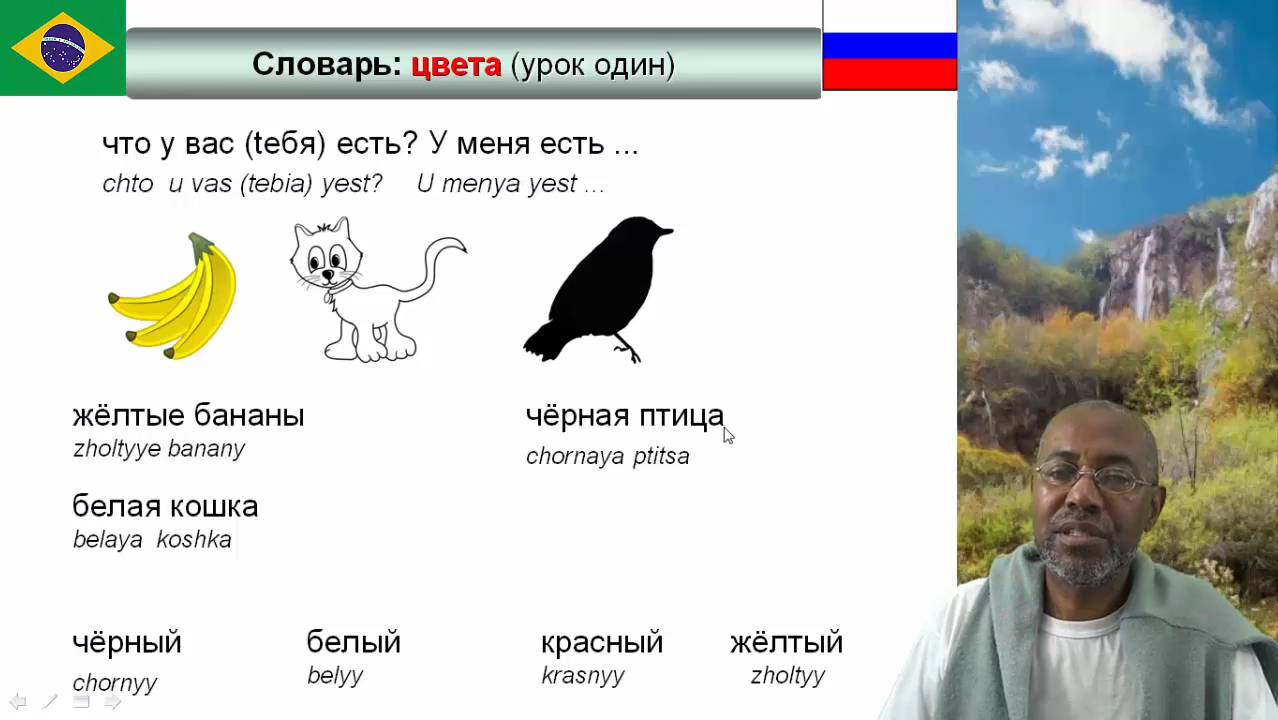 Словарь: цвета (урок один)
что у вас (tебя) есть? У меня есть ...
chto u vas (tebia) yest? U menya yest ...
жёлтые бананы
zholtyye banany
чёрная птица
chornaya ptitsa
белая кошка
belaya koshka
чёрный белый красный жёлтый
chornyy belyy krasnyy zholtyy